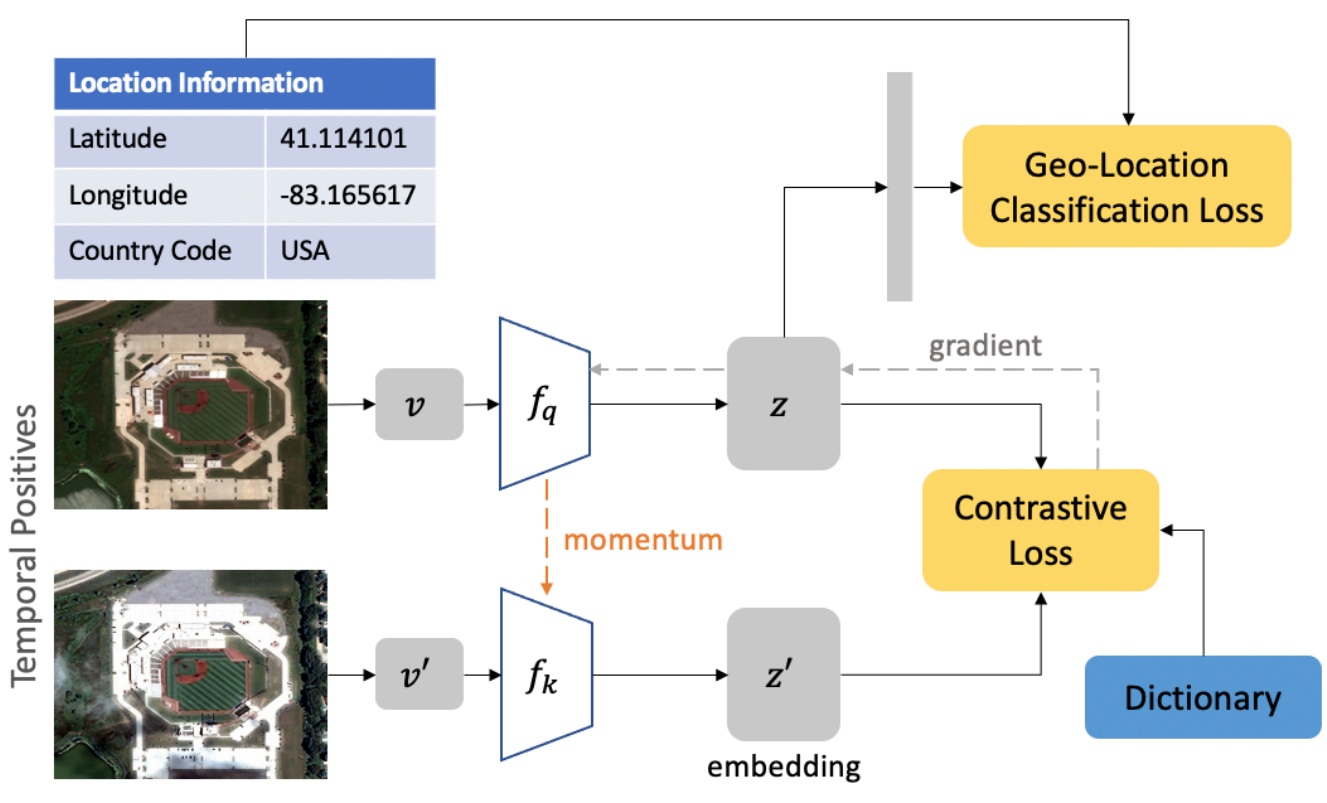 Location Information
Latitude 41.114101
Longitude -83.165617
Country Code USA
Geo-Location
Classification Loss
Temporal Positives
v
f_q
z
gradient
Contrastive
Loss
momentum
v′
f_k
z′
embedding
Dictionary